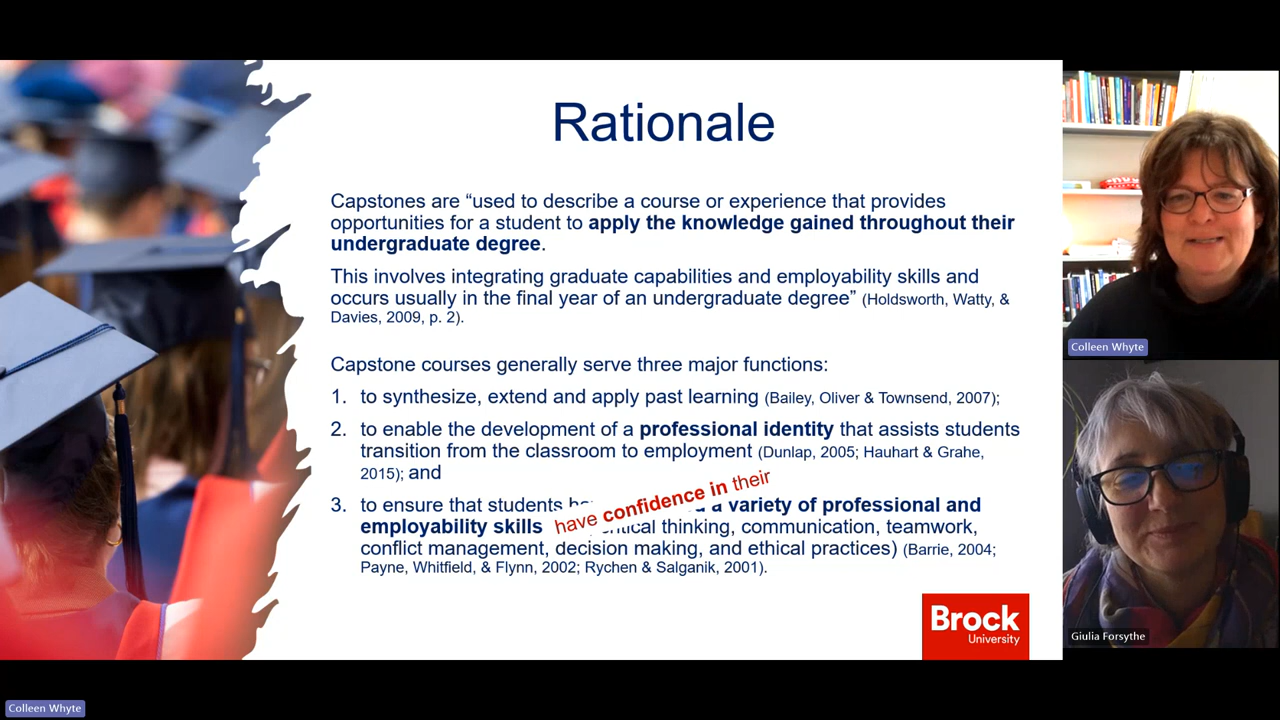 Rationale
Capstones are “used to describe a course or experience that provides
opportunities for a student to apply the knowledge gained throughout their
undergraduate degree.
This involves integrating graduate capabilities and employability skills and
occurs usually in the final year of an undergraduate degree” (Holdsworth, Watty, &
Davies, 2009, p. 2).
Capstone courses generally serve three major functions:
1. to synthesize, extend and apply past learning (Bailey, Oliver & Townsend, 2007);
2. to enable the development of a professional identity that assists students
transition from the classroom to employment (Dunlap, 2005; Hauhart & Grahe,
2015); and
3. to ensure that students a variety of professional and
have confidence in their
employability skills thinking, communication, teamwork,
conflict management, decision making, and ethical practices) (Barrie, 2004;
Payne, Whitfield, & Flynn, 2002; Rychen & Salganik, 2001).
Brock
University
Colleen Whyte
Giulia Forsythe
Colleen Whyte